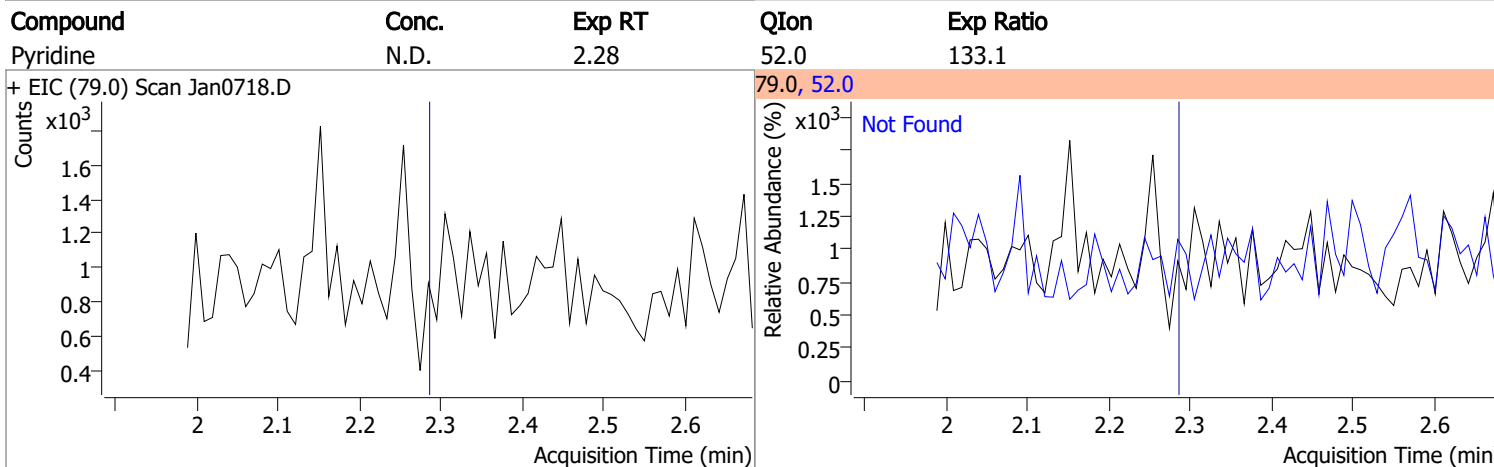 Compound Conc. Exp RT QIon Exp Ratio
Pyridine N.D. 2.28 52.0 133.1
+ EIC (79.0) Scan Jan0718.D
Counts
x10³
1.6
1.4
1.2
1
0.8
0.6
0.4
2 2.1 2.2 2.3 2.4 2.5 2.6
Acquisition Time (min)
79.0, 52.0
Relative Abundance (%)
x10³
Not Found
1.5
1.25
1
0.75
0.5
0.25
0
2 2.1 2.2 2.3 2.4 2.5 2.6
Acquisition Time (min